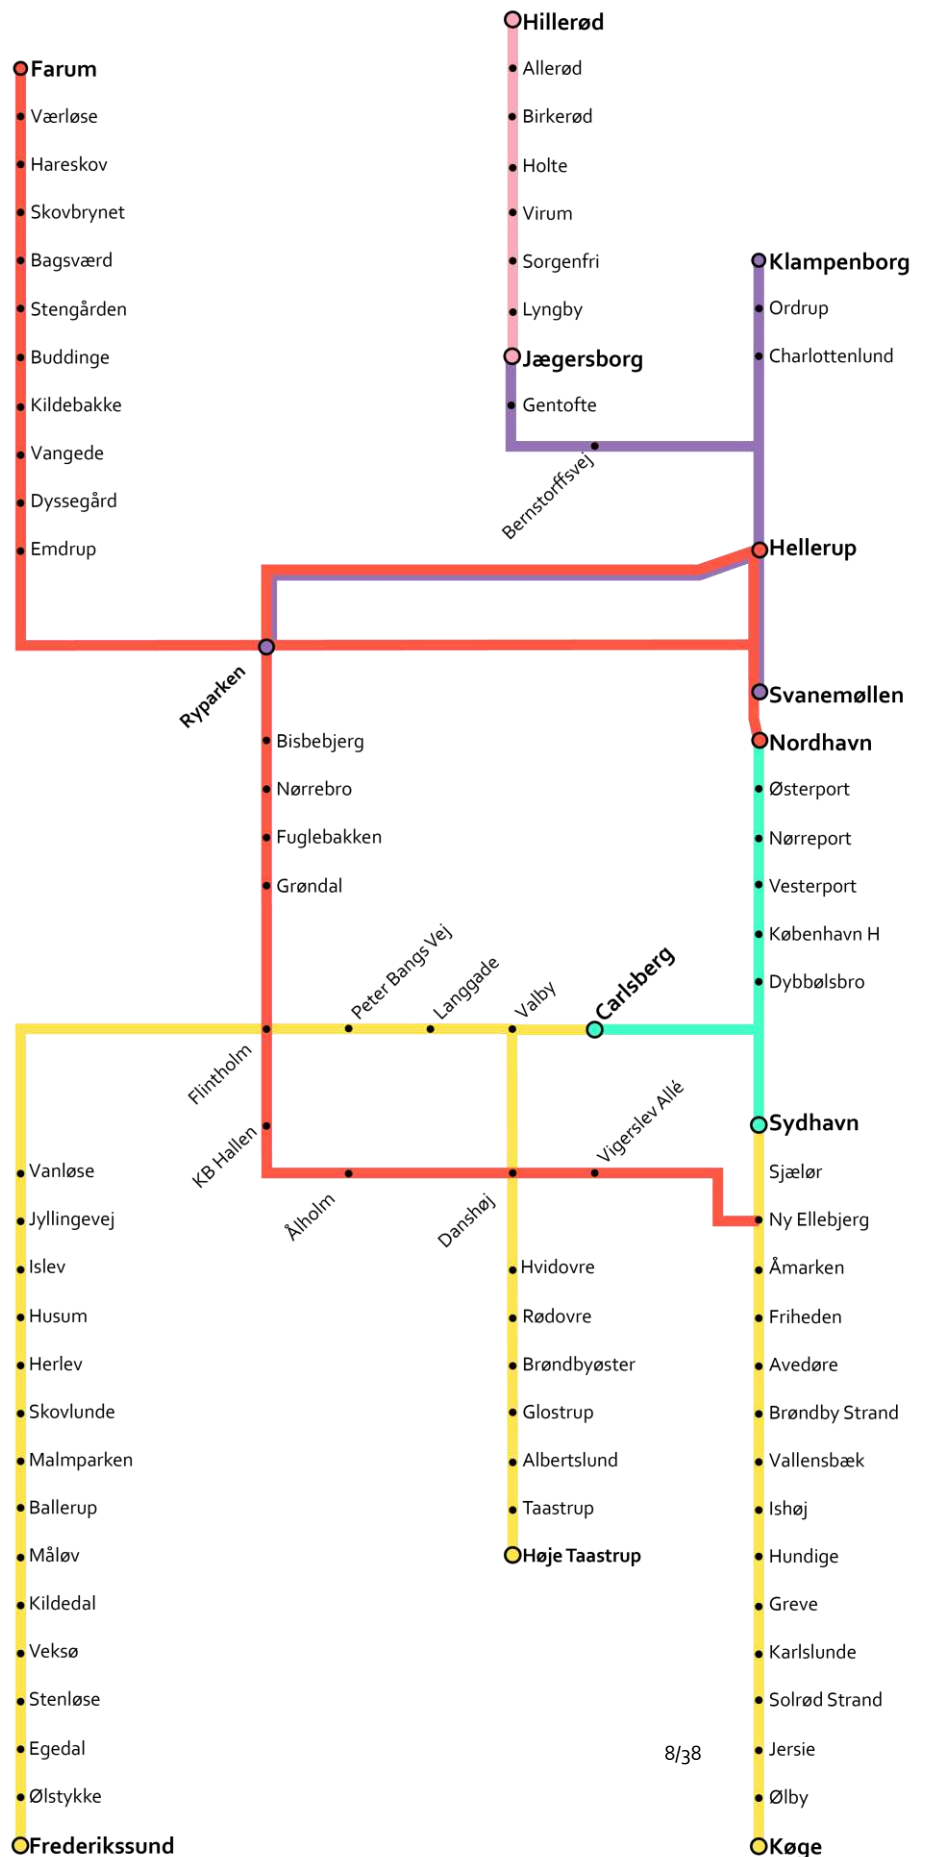 Hillerød
Allerød
Birkerød
Holte
Virum
Sorgenfri
Lyngby
Jægersborg
Gentofte
Bernstorffsvej
Farum
Værløse
Hareskov
Skovbrynet
Bagsværd
Stengården
Buddinge
Kildebakke
Vangede
Dyssegård
Emdrup
Klampenborg
Ordrup
Charlottenlund
Hellerup
Svanemøllen
Nordhavn
Østerport
Nørreport
Vesterport
København H
Dybbølsbro
Ryparken
Bisbebjerg
Nørrebro
Fuglebakken
Grøndal
Flintholm
Peter Bangs Vej
Langgade
Valby
Carlsberg
KB Hallen
Ålholm
Danshøj
Vigerslev Allé
Sydhavn
Sjælør
Ny Ellebjerg
Åmarken
Friheden
Avedøre
Brøndby Strand
Vallensbæk
Ishøj
Hundige
Greve
Karlslunde
Solrød Strand
Jersie
Ølby
Køge
Vanløse
Jyllingevej
Islev
Husum
Herlev
Skovlunde
Malmparken
Ballerup
Måløv
Kildedal
Veksø
Stenløse
Egedal
Ølstykke
Frederikssund
Hvidovre
Rødovre
Brøndbyøster
Glostrup
Albertslund
Taastrup
Høje Taastrup
8/38